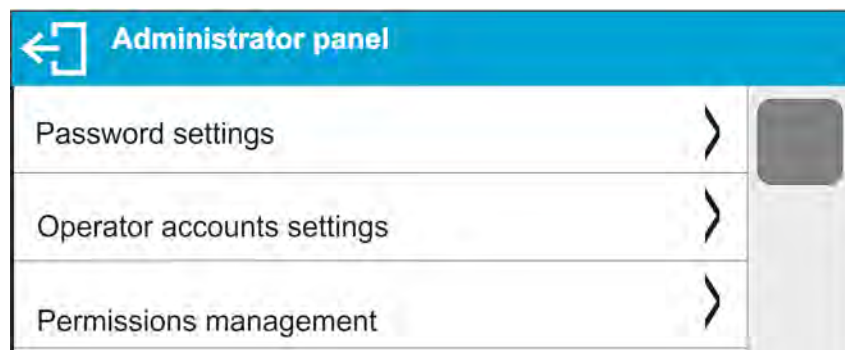 Administrator panel
Password settings
Operator accounts settings
Permissions management